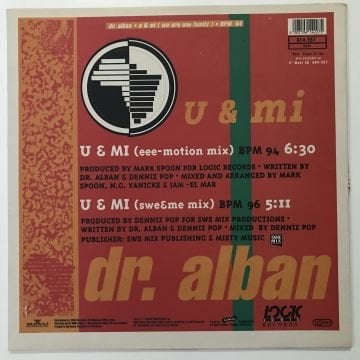 dr. alban • u & mi ( we are one family ) • BPM 94
U & mi
U & MI (eee-motion mix) BPM 94 6:30
PRODUCED BY MARK SPOON FOR LOGIC RECORDS • WRITTEN BY
DR. ALBAN & DENNIZ POP • MIXED AND ARRANGED BY MARK
SPOON, N.G. YANICKE & JAM -EL MAR
U & MI (swe&me mix) BPM 96 5:11
PRODUCED BY DENNIZ POP FOR SWE MIX PRODUCTIONS •
WRITTEN BY DR. ALBAN & DENNIZ POP • MIXED BY DENNIZ POP
PUBLISHER: SWE MIX PUBLISHING & MISTY MUSIC
SWE
MIX
dr. alban
LOGIC
RECORDS